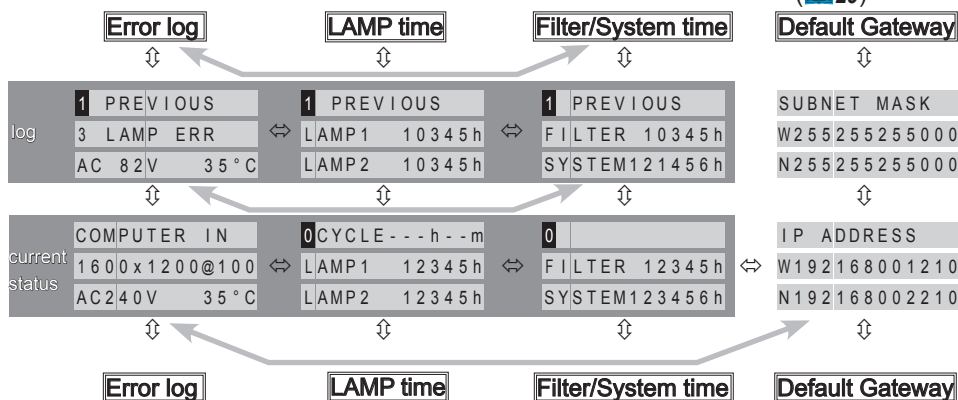 29)
Error log LAMP time Filter/System time Default Gateway
log
1 PREVIOUS
3 LAMP ERR
AC 82V 35°C
1 PREVIOUS
LAMP1 10345h
LAMP2 10345h
1 PREVIOUS
FILTER 10345h
SYSTEM121456h
SUBNET MASK
W255255255000
N255255255000
current
status
COMPUTER IN
1600x1200@100
AC240V 35°C
0CYCLE---h--m
LAMP1 12345h
LAMP2 12345h
0
FILTER 12345h
SYSTEM123456h
IP ADDRESS
W192168001210
N192168002210
Error log LAMP time Filter/System time Default Gateway